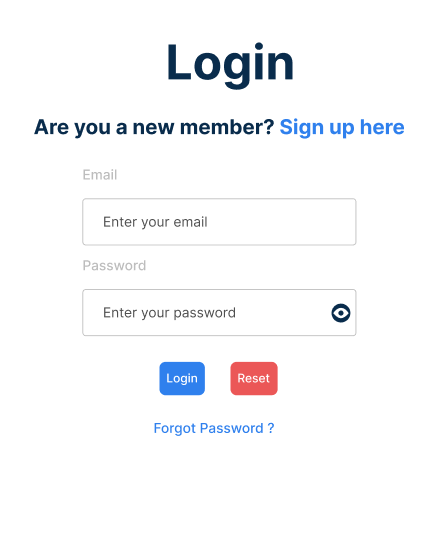 Login
Are you a new member? Sign up here
Email
Enter your email
Password
Enter your password
Login Reset
Forgot Password ?